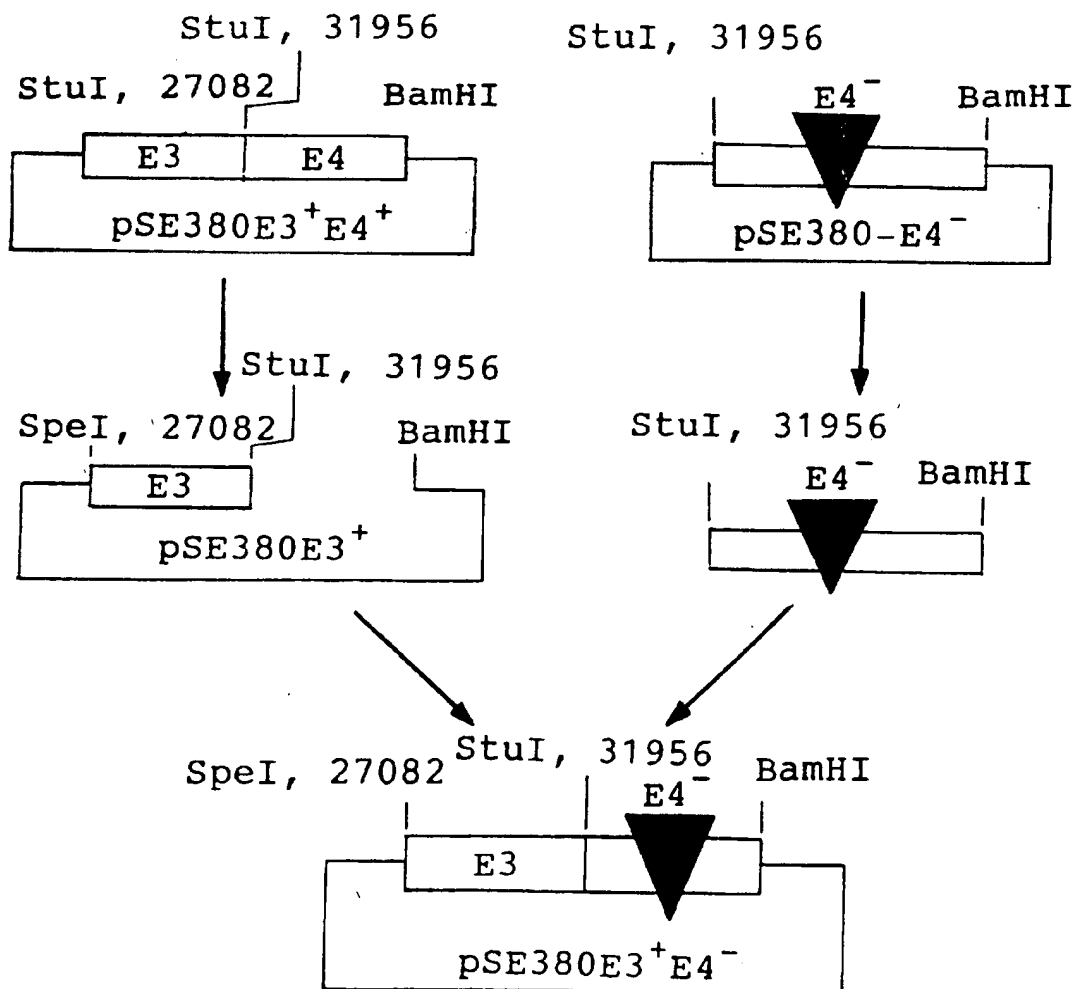 StuI, 31956
StuI, 27082
BamHI
E3
E4
pSE380E3⁺E4⁺
StuI, 31956
E4⁻
BamHI
pSE380-E4⁻
StuI, 31956
SpeI, 27082
BamHI
E3
pSE380E3⁺
StuI, 31956
E4⁻
BamHI
StuI, 31956
SpeI, 27082
E4⁻
BamHI
E3
pSE380E3⁺E4⁻